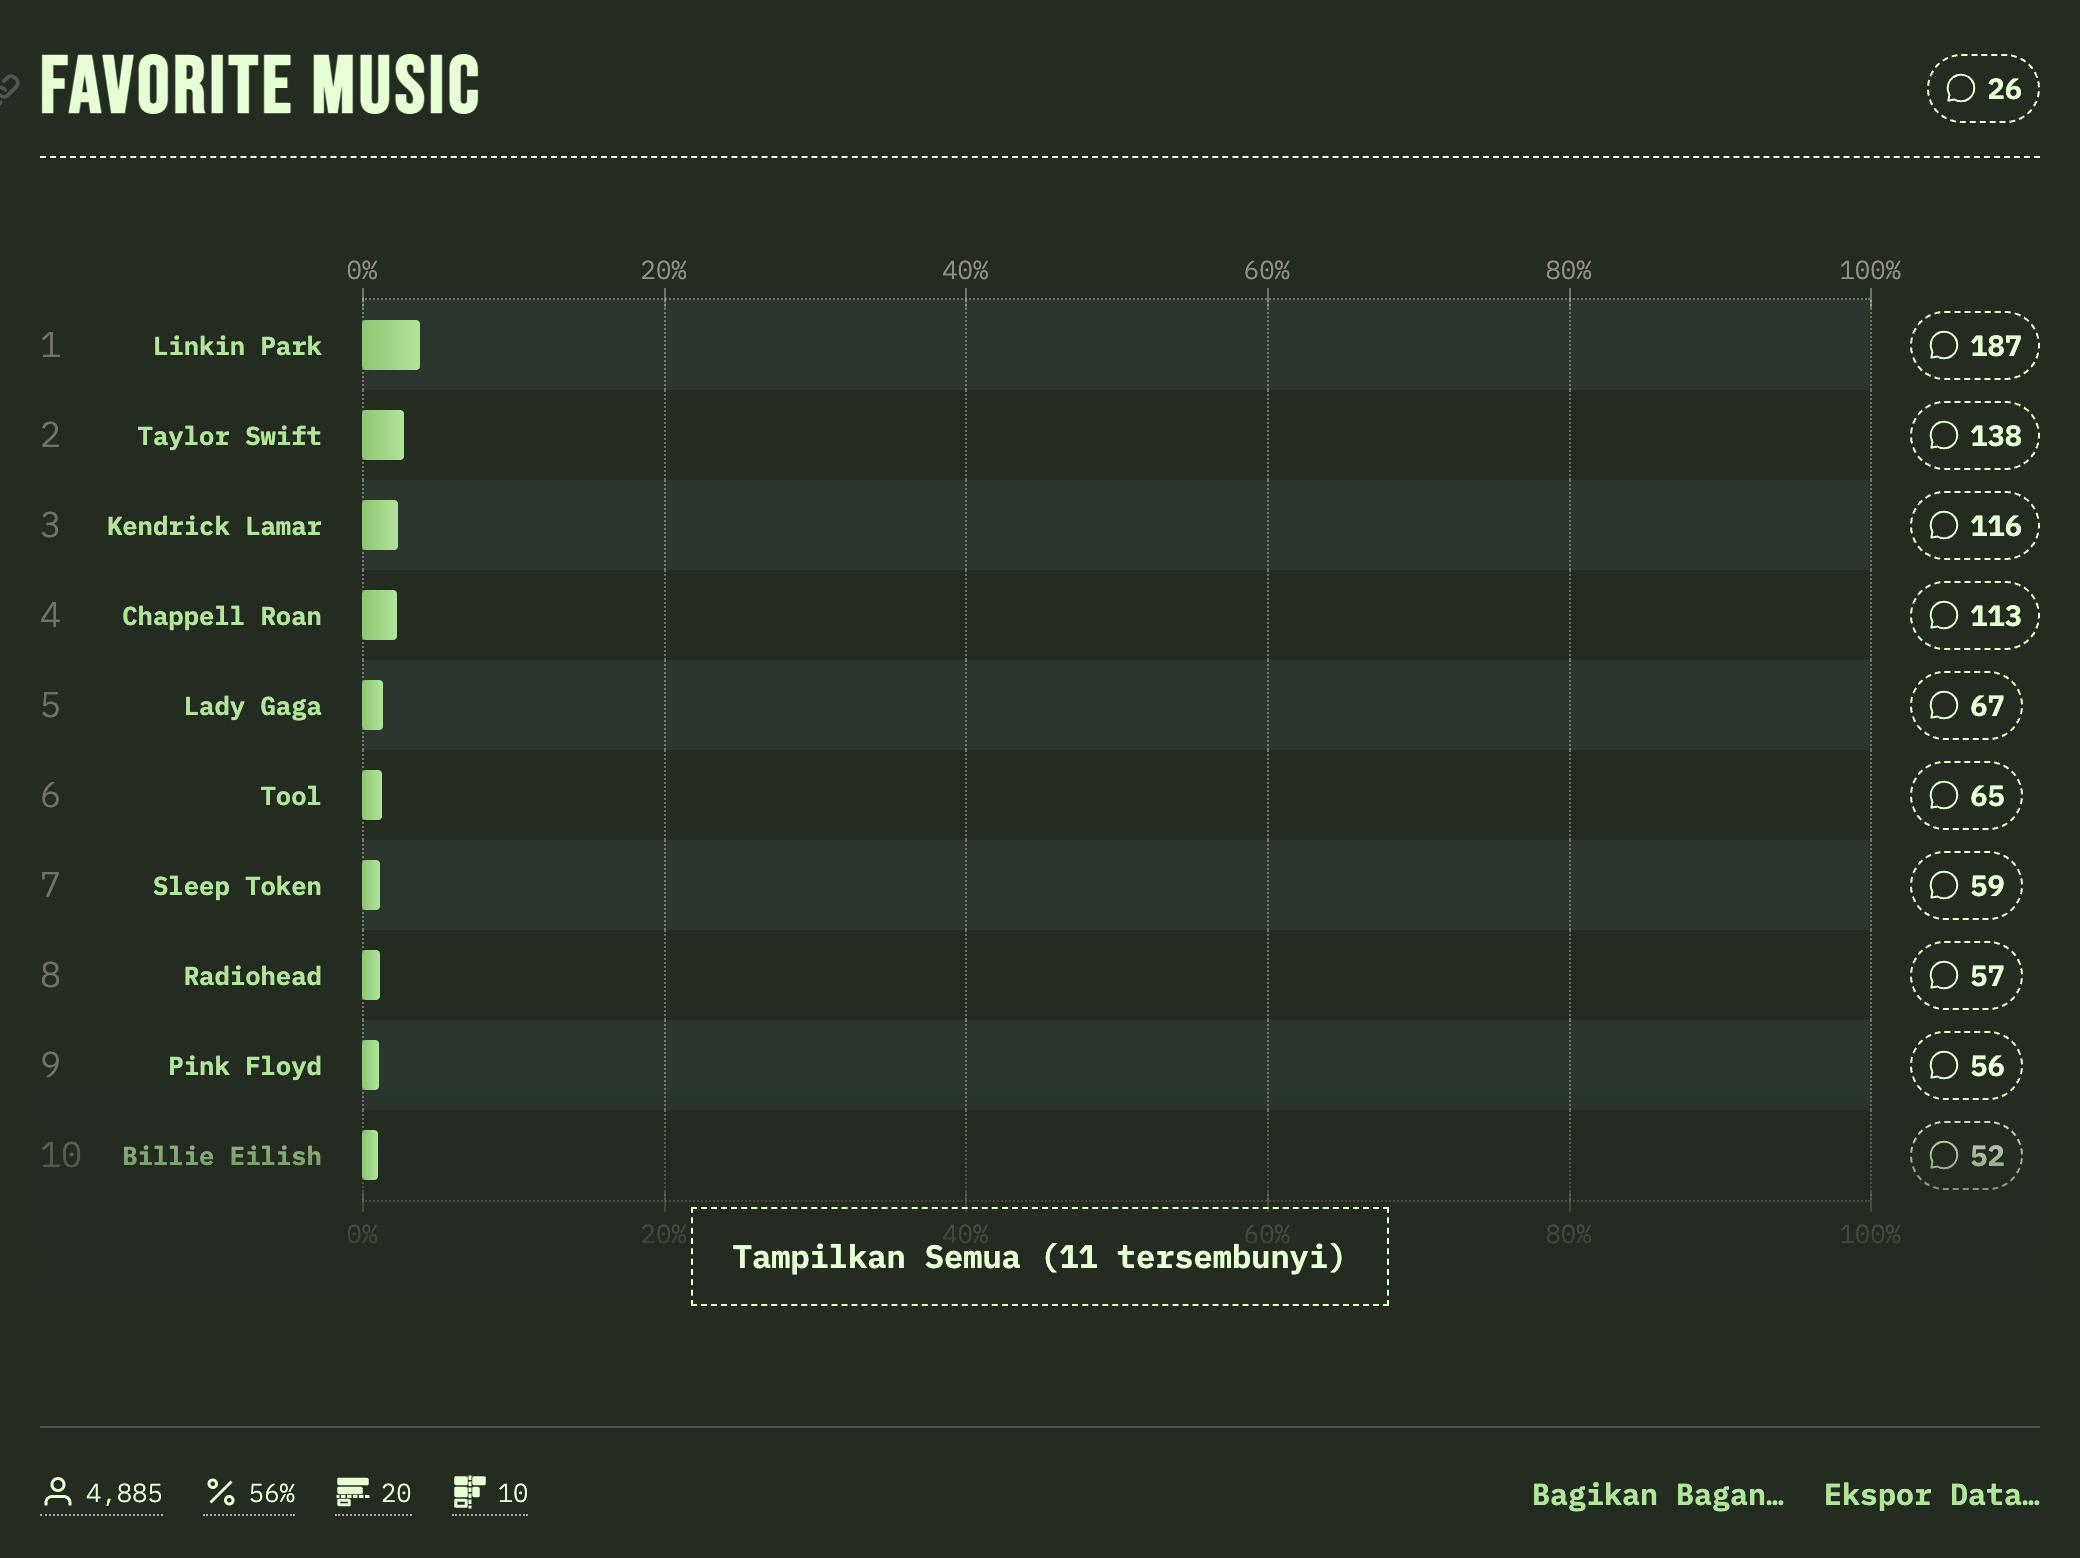 FAVORITE MUSIC
26
0% 20% 40% 60% 80% 100%
1 Linkin Park 187
2 Taylor Swift 138
3 Kendrick Lamar 116
4 Chappell Roan 113
5 Lady Gaga 67
6 Tool 65
7 Sleep Token 59
8 Radiohead 57
9 Pink Floyd 56
10 Billie Eilish 52
0% 20% 40% 60% 80% 100%
Tampilkan Semua (11 tersembunyi)
4,885 56% 20 10 Bagikan Bagan… Ekspor Data…